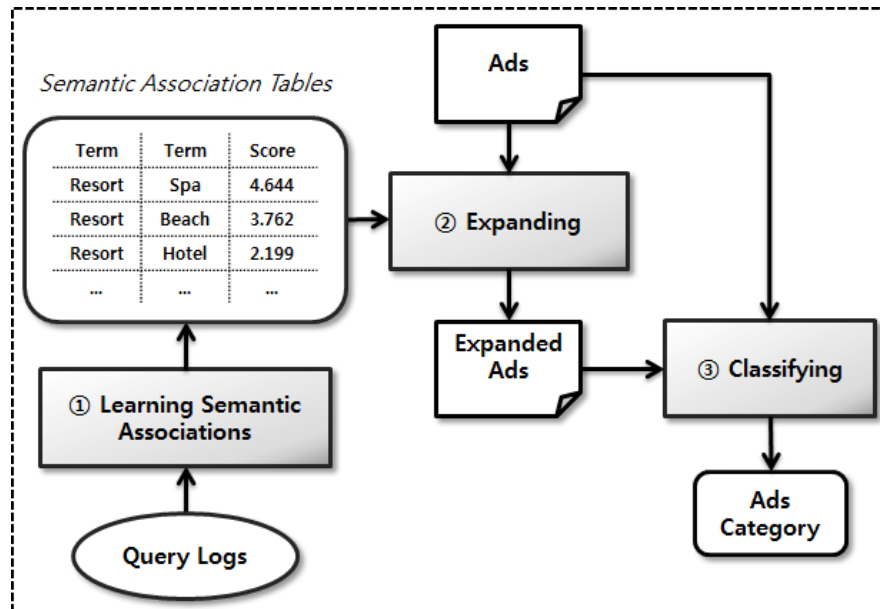 Semantic Association Tables
Term Term Score
Resort Spa 4.644
Resort Beach 3.762
Resort Hotel 2.199
... ... ...
① Learning Semantic
Associations
Query Logs
Ads
② Expanding
Expanded
Ads
③ Classifying
Ads
Category